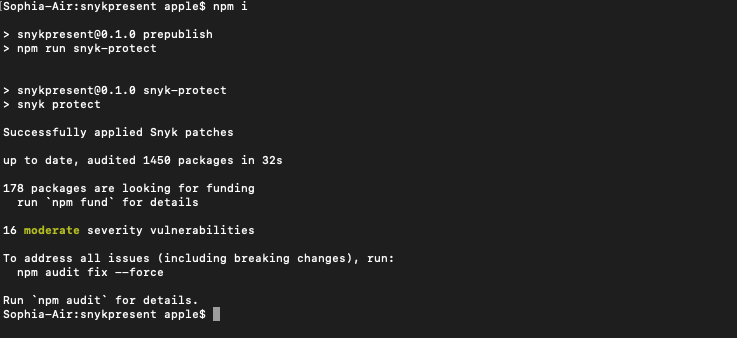 [Sophia-Air:snykpresent apple$ npm i
> snykpresent@0.1.0 prepublish
> npm run snyk-protect
> snykpresent@0.1.0 snyk-protect
> snyk protect
Successfully applied Snyk patches
up to date, audited 1450 packages in 32s
178 packages are looking for funding
  run `npm fund` for details
16 moderate severity vulnerabilities
To address all issues (including breaking changes), run:
  npm audit fix --force
Run `npm audit` for details.
Sophia-Air:snykpresent apple$